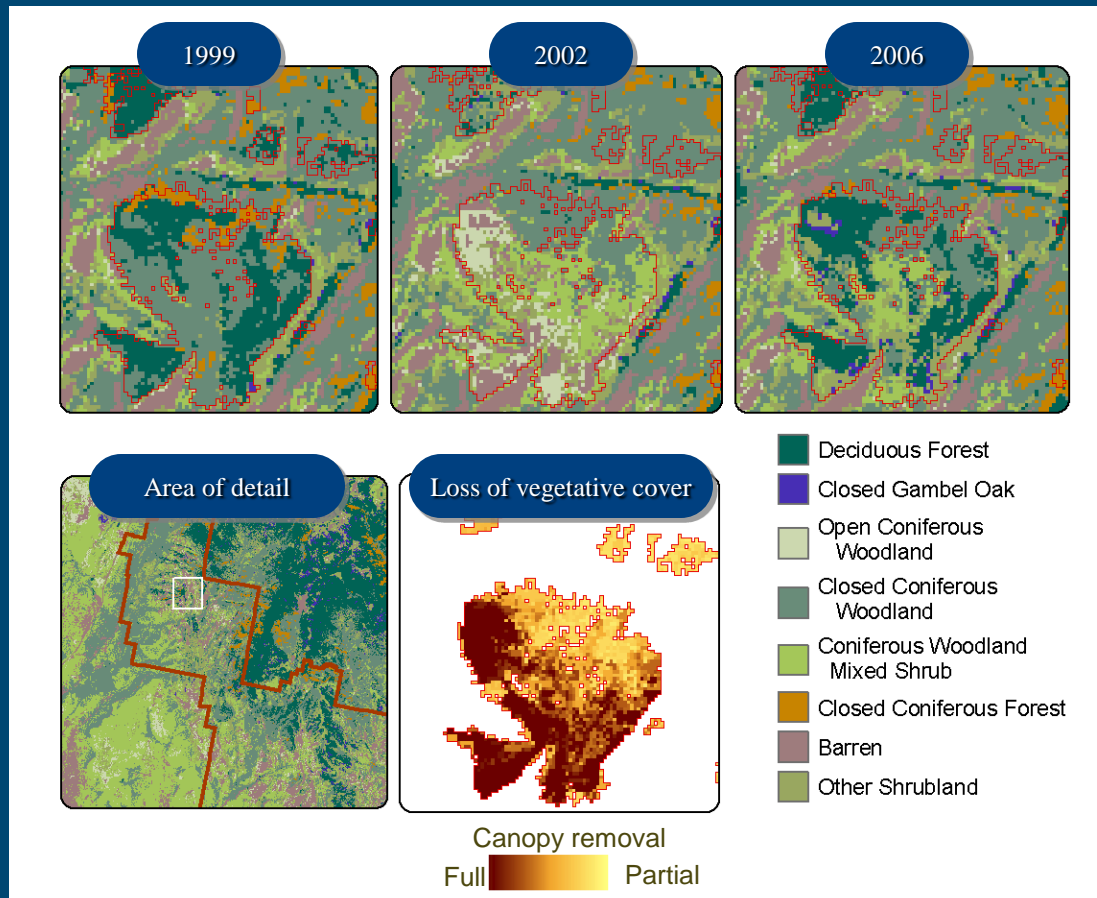 1999
2002
2006
Area of detail
Loss of vegetative cover
Deciduous Forest
Closed Gambel Oak
Open Coniferous
Woodland
Closed Coniferous
Woodland
Coniferous Woodland
Mixed Shrub
Closed Coniferous Forest
Barren
Other Shrubland
Canopy removal
Full Partial